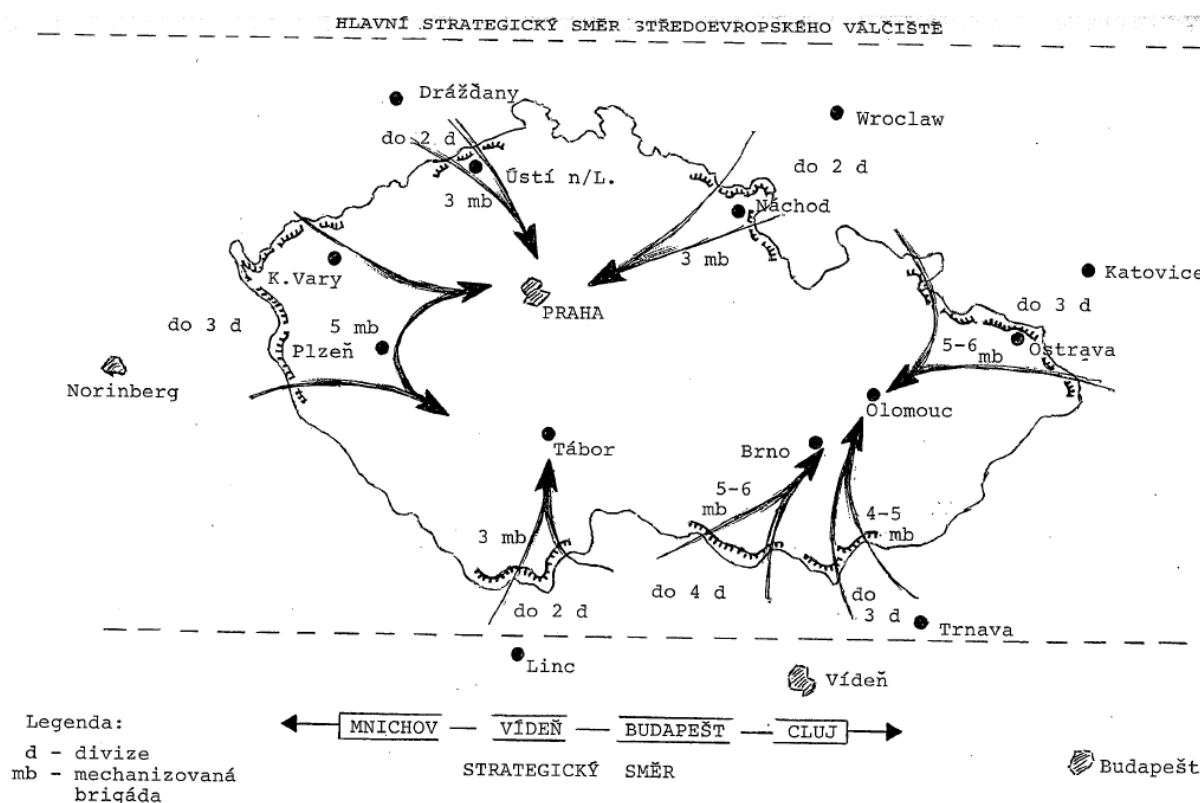 HLAVNÍ STRATEGICKÝ SMĚR STŘEDOEVROPSKÉHO VÁLČIŠTĚ
Drážďany
Wroclaw
do 2 d
do 2 d
Ústí n/L.
3 mb
Náchod
3 mb
K.Vary
Katovice
PRAHA
do 3 d
do 3 d
5 mb
Plzeň
5-6
mb
Ostrava
Norinberg
Olomouc
Tábor
Brno
5-6
mb
4-5
mb
3 mb
do 4 d
do
3 d
do 2 d
Trnava
Linc
Vídeň
Legenda:
MNICHOV — VÍDEŇ — BUDAPEŠT — CLUJ
d - divize
mb - mechanizovaná
brigáda
STRATEGICKÝ SMĚR
Budapešt